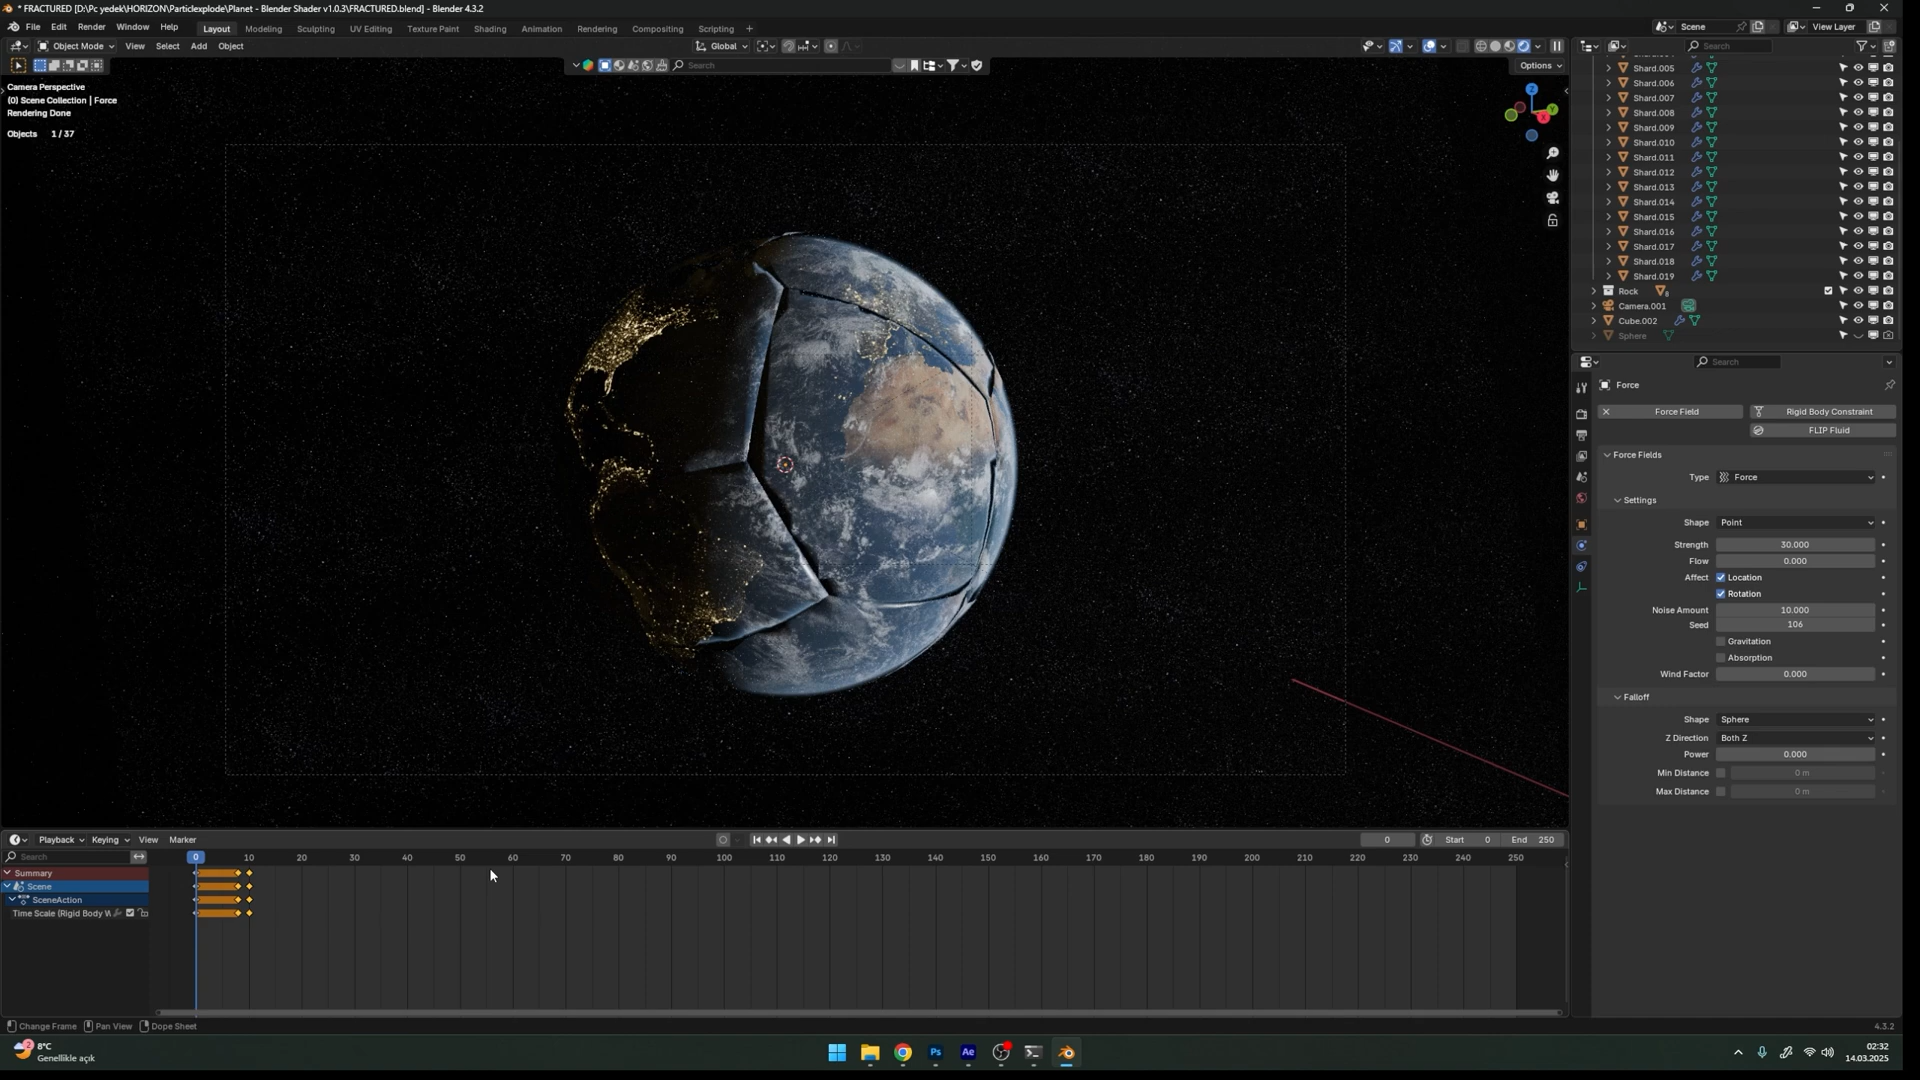 * FRACTURED [D:\Pc yedek\HORIZON\Particlexplode\Planet - Blender Shader v1.0.3\FRACTURED.blend] - Blender 4.3.2
File Edit Render Window Help Layout Modeling Sculpting UV Editing Texture Paint Shading Animation Rendering Compositing Scripting + Scene View Layer
Object Mode View Select Add Object Global Search
Search Options
Camera Perspective
(0) Scene Collection | Force
Rendering Done
Objects 1 / 37
Shard.005
Shard.006
Shard.007
Shard.008
Shard.009
Shard.010
Shard.011
Shard.012
Shard.013
Shard.014
Shard.015
Shard.016
Shard.017
Shard.018
Shard.019
Rock 8
Camera.001
Cube.002
Sphere
Search
Force
Force Field Rigid Body Constraint
FLIP Fluid
Force Fields
Type Force
Settings
Shape Point
Strength 30.000
Flow 0.000
Affect Location
Rotation
Noise Amount 10.000
Seed 106
Gravitation
Absorption
Wind Factor 0.000
Falloff
Shape Sphere
Z Direction Both Z
Power 0.000
Min Distance 0 m
Max Distance 0 m
Z
Y
X
Playback Keying View Marker 0 Start 0 End 250
Search 0 10 20 30 40 50 60 70 80 90 100 110 120 130 140 150 160 170 180 190 200 210 220 230 240 250
Summary
Scene
SceneAction
Time Scale (Rigid Body W
Change Frame Pan View Dope Sheet 4.3.2
2 8°C
Genellikle açık
Ps Ae
02:32
14.03.2025